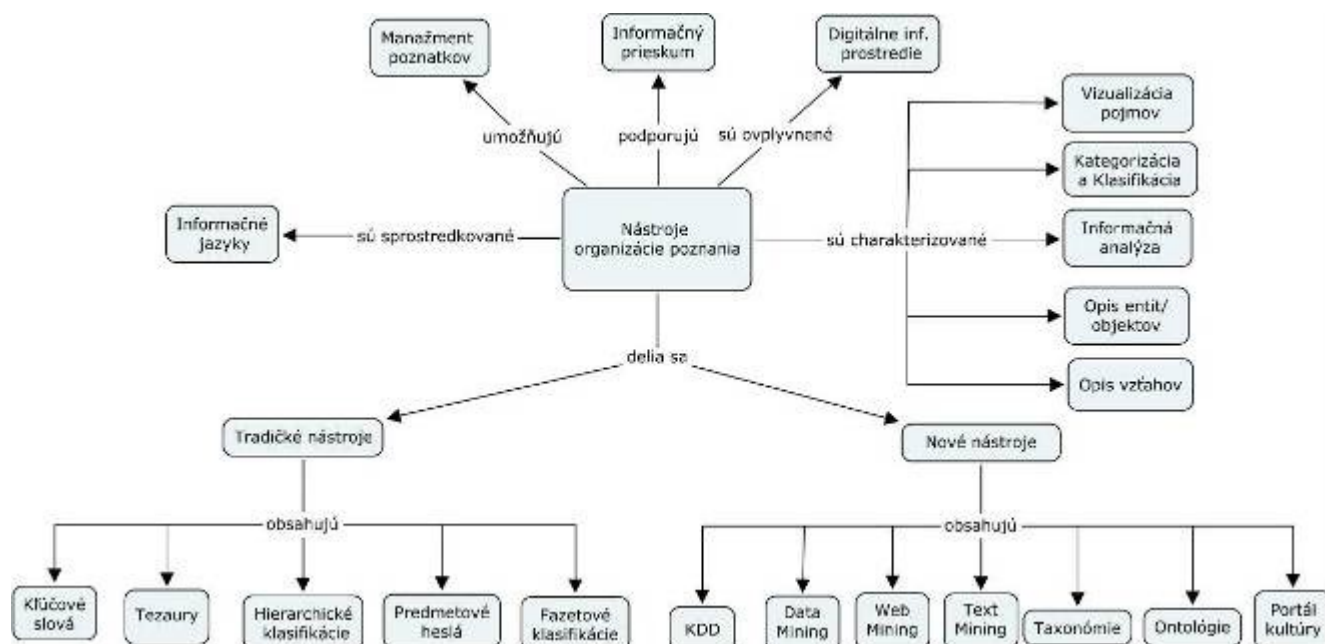 Manažment
poznatkov
Informačný
prieskum
Digitálne inf.
prostredie
umožňujú
podporujú
sú ovplyvnené
Vizualizácia
pojmov
Kategorizácia
a Klasifikácia
Informačné
jazyky
sú sprostredkované
Nástroje
organizácie poznania
sú charakterizované
Informačná
analýza
Opis entit/
objektov
Opis vzťahov
delia sa
Tradičké nástroje
Nové nástroje
obsahujú
obsahujú
Kľúčové
slová
Tezaury
Hierarchické
klasifikácie
Predmetové
heslá
Fazetové
klasifikácie
KDD
Data
Mining
Web
Mining
Text
Mining
Taxonómie
Ontológie
Portál
kultúry